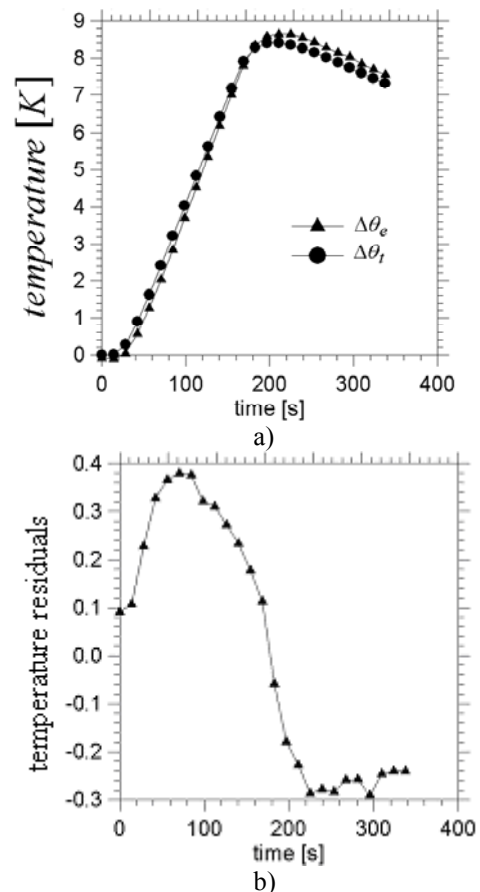 9
8
7
6
5
4
3
2
1
0
temperature [K]
Δθe
Δθt
0 100 200 300 400
time [s]
a)
0.4
0.3
0.2
0.1
0.0
-0.1
-0.2
-0.3
temperature residuals
0 100 200 300 400
time [s]
b)